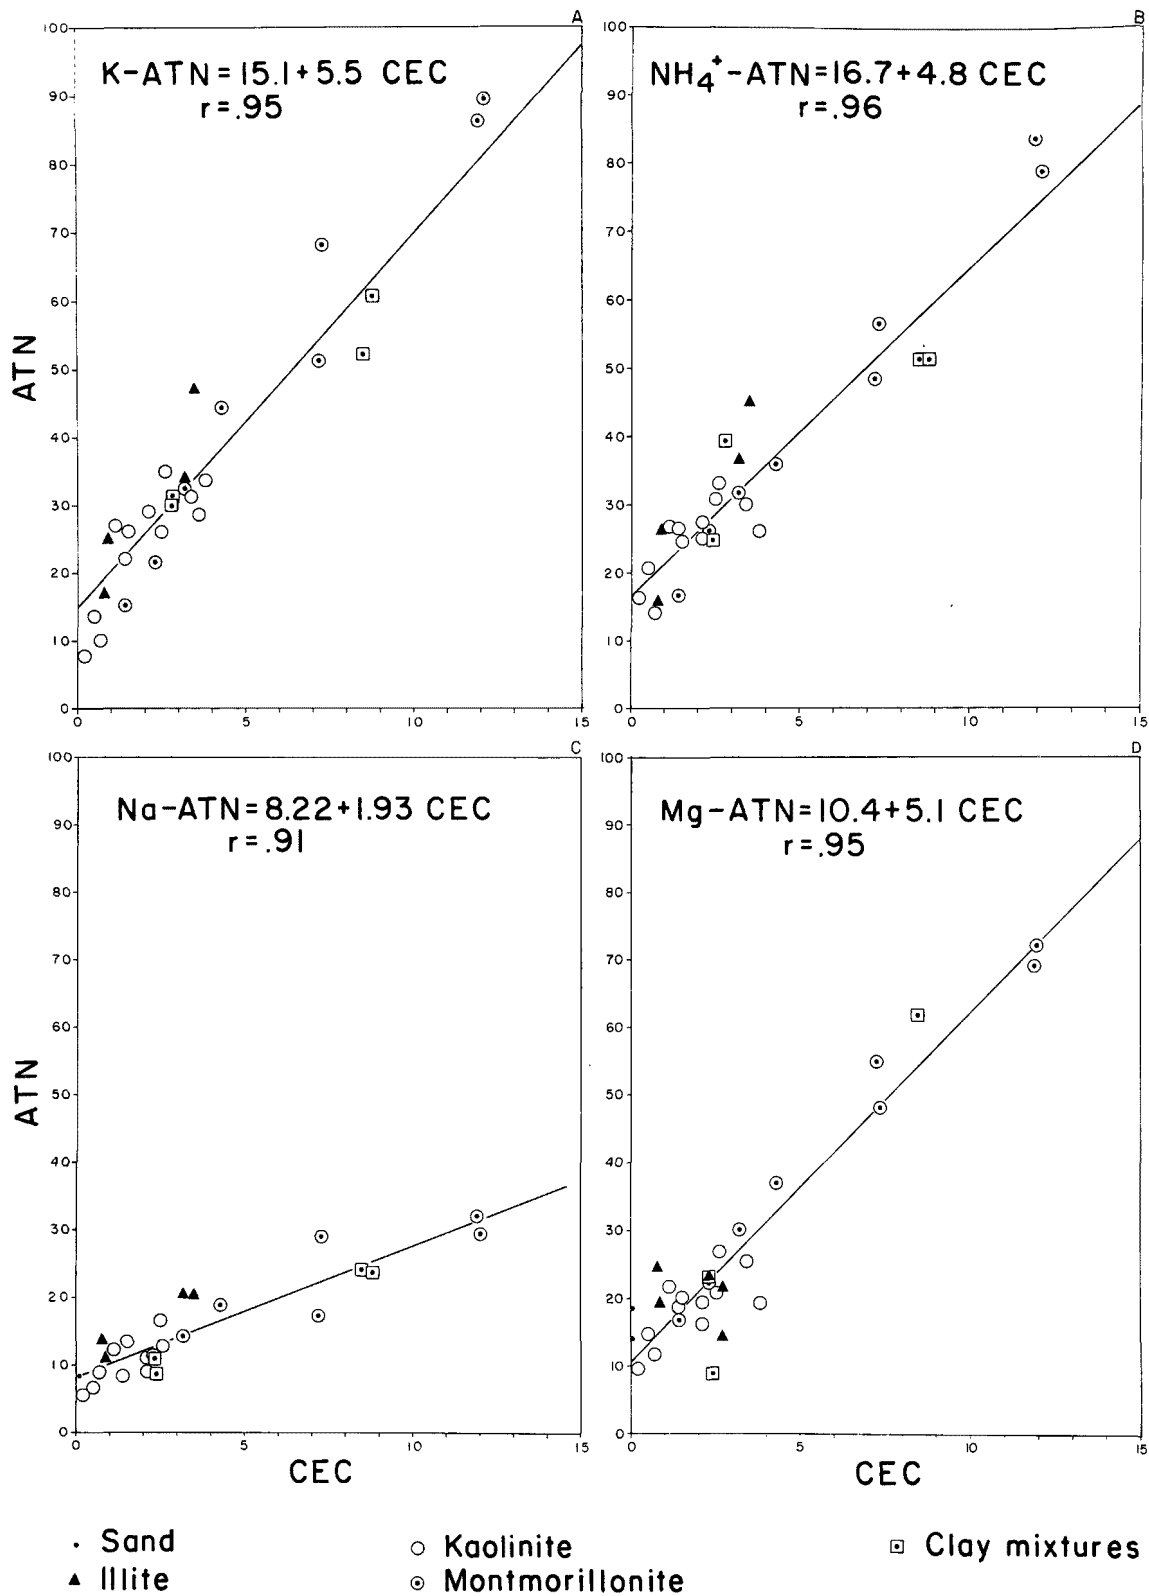 A
K-ATN=15.1+5.5 CEC
r=.95
100
90
80
70
60
50
40
30
20
10
0
0 5 10 15
ATN
B
NH₄⁺-ATN=16.7+4.8 CEC
r=.96
100
90
80
70
60
50
40
30
20
10
0
0 5 10 15
C
Na-ATN=8.22+1.93 CEC
r=.91
100
90
80
70
60
50
40
30
20
10
0
0 5 10 15
ATN
CEC
D
Mg-ATN=10.4+5.1 CEC
r=.95
100
90
80
70
60
50
40
30
20
10
0
0 5 10 15
CEC
Sand
Illite
Kaolinite
Montmorillonite
Clay mixtures